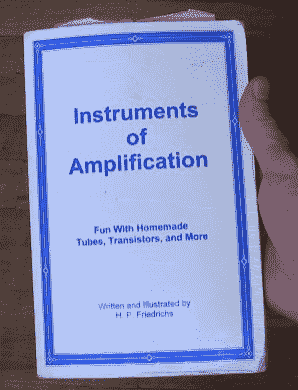 Instruments
of
Amplification
Fun With Homemade
Tubes, Transistors, and More
Written and Illustrated by
H. P. Friedrichs